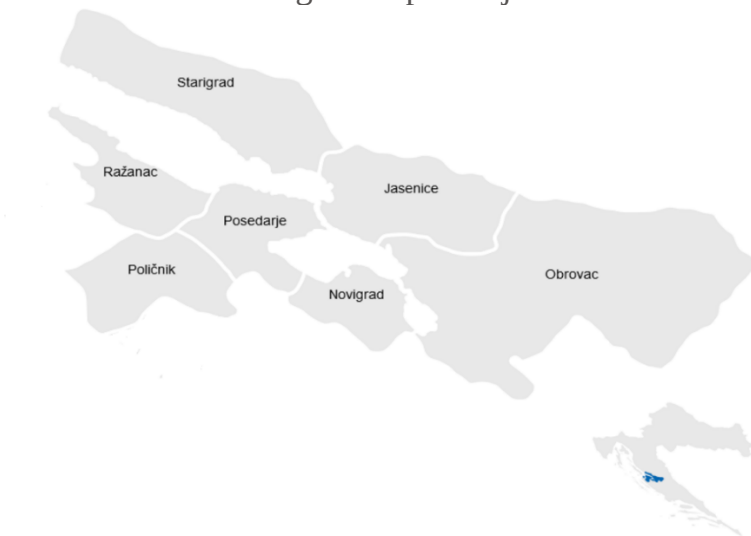 Starigrad
Ražanac
Jasenice
Posedarje
Poličnik
Obrovac
Novigrad